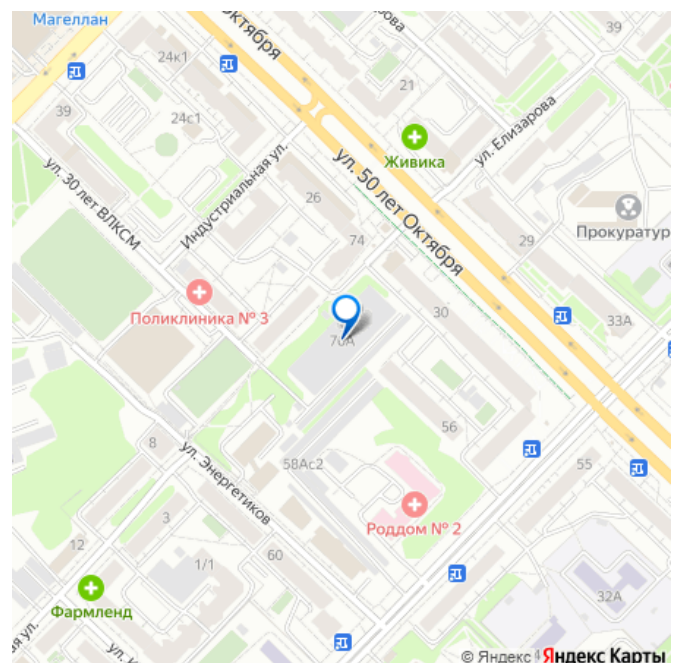 Магеллан
Октября
39
24к1
21
39
24с1
Живика
ул. Елизарова
ул. 30 лет ВЛКСМ
Индустриальная ул.
ул. 50 лет Октября
26
Прокуратур
74
29
Поликлиника № 3
30
33А
70А
56
8
ул. Энергетиков
58Ас2
55
3
Роддом № 2
12
60
1/1
32А
Фармленд
ул.
© Яндекс
Яндекс Карты